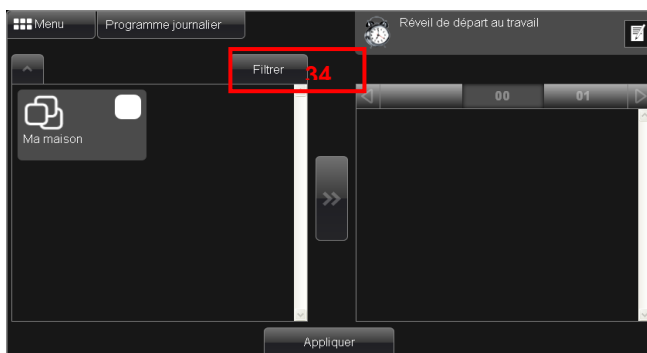 Menu
Programme journalier
Réveil de départ au travail
Filtrer
34
00
01
Ma maison
Appliquer